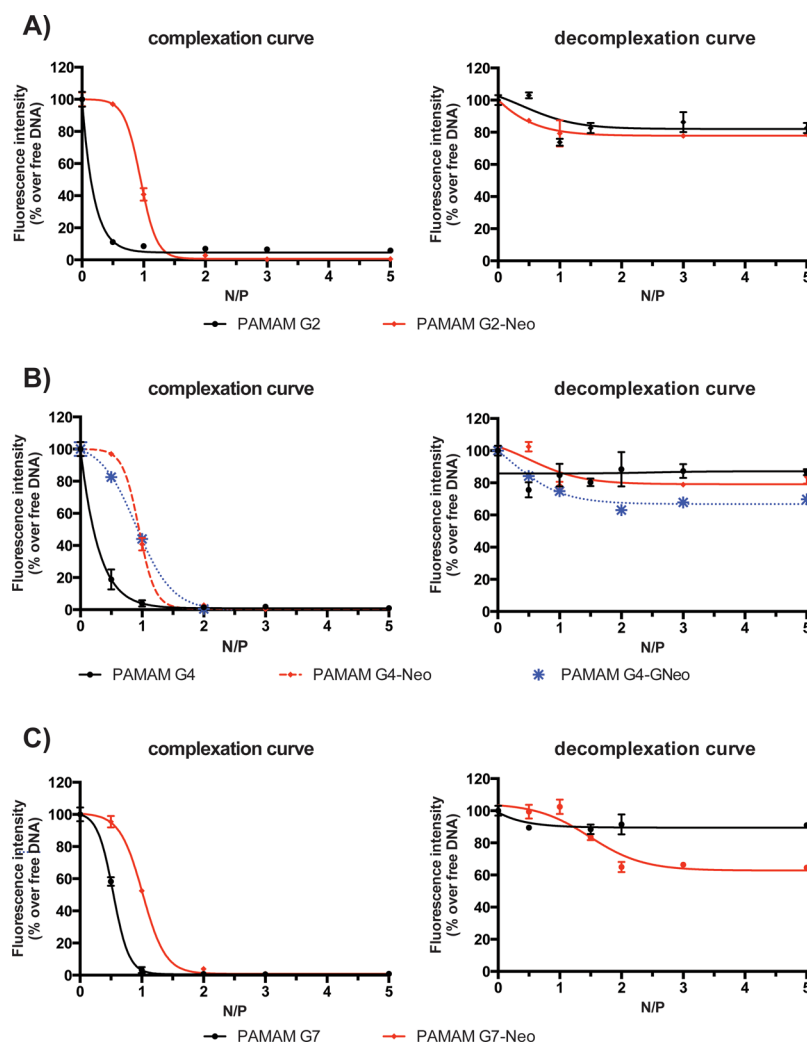 A)
complexation curve
decomplexation curve
Fluorescence intensity
(% over free DNA)
120
100
80
60
40
20
0
0 1 2 3 4 5
N/P
Fluorescence intensity
(% over free DNA)
120
100
80
60
40
20
0
0 1 2 3 4 5
N/P
PAMAM G2 PAMAM G2-Neo
B)
complexation curve
decomplexation curve
Fluorescence intensity
(% over free DNA)
120
100
80
60
40
20
0
0 1 2 3 4 5
N/P
Fluorescence intensity
(% over free DNA)
120
100
80
60
40
20
0
0 1 2 3 4 5
N/P
PAMAM G4 PAMAM G4-Neo PAMAM G4-GNeo
C)
complexation curve
decomplexation curve
Fluorescence intensity
(% over free DNA)
120
100
80
60
40
20
0
0 1 2 3 4 5
N/P
Fluorescence intensity
(% over free DNA)
120
100
80
60
40
20
0
0 1 2 3 4 5
N/P
PAMAM G7 PAMAM G7-Neo